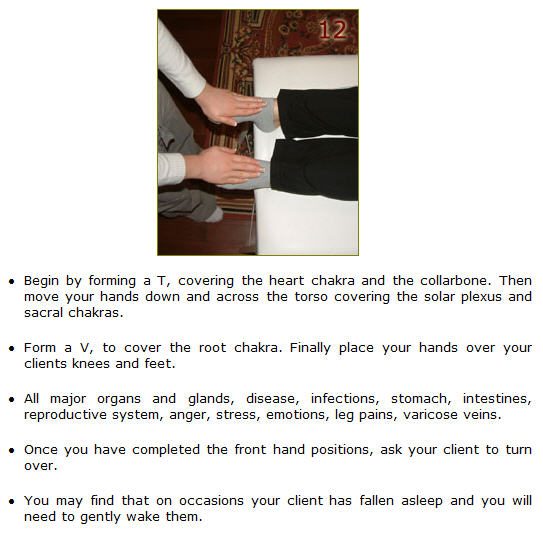 12
Begin by forming a T, covering the heart chakra and the collarbone. Then
move your hands down and across the torso covering the solar plexus and
sacral chakras.
Form a V, to cover the root chakra. Finally place your hands over your
clients knees and feet.
All major organs and glands, disease, infections, stomach, intestines,
reproductive system, anger, stress, emotions, leg pains, varicose veins.
Once you have completed the front hand positions, ask your client to turn
over.
You may find that on occasions your client has fallen asleep and you will
need to gently wake them.